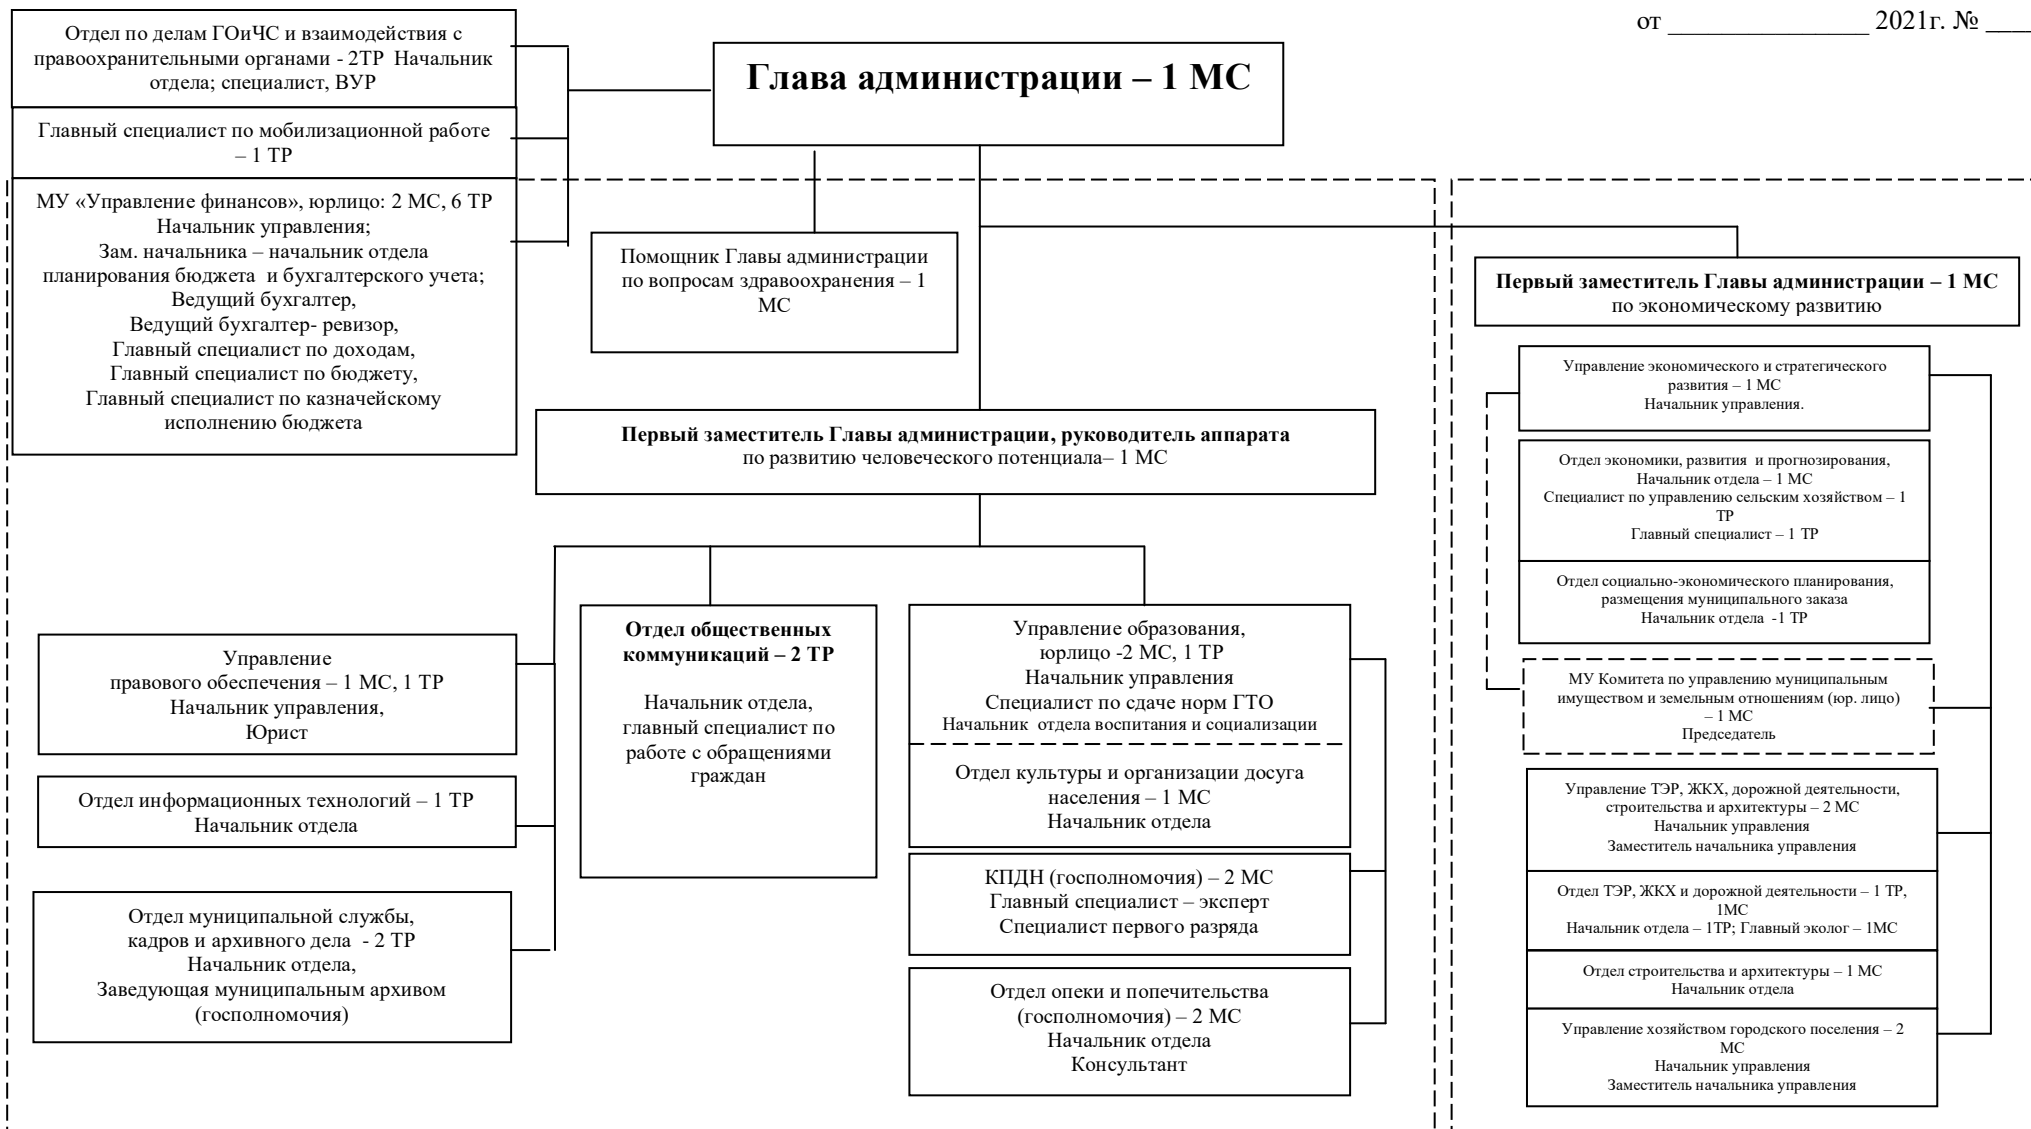 от _______________ 2021г. № ___
Отдел по делам ГОиЧС и взаимодействия с
правоохранительными органами - 2ТР Начальник
отдела; специалист, ВУР
Глава администрации – 1 МС
Главный специалист по мобилизационной работе
– 1 ТР
МУ «Управление финансов», юрлицо: 2 МС, 6 ТР
Начальник управления;
Зам. начальника – начальник отдела
планирования бюджета и бухгалтерского учета;
Ведущий бухгалтер,
Ведущий бухгалтер- ревизор,
Главный специалист по доходам,
Главный специалист по бюджету,
Главный специалист по казначейскому
исполнению бюджета
Помощник Главы администрации
по вопросам здравоохранения – 1
МС
Первый заместитель Главы администрации – 1 МС
по экономическому развитию
Первый заместитель Главы администрации, руководитель аппарата
по развитию человеческого потенциала– 1 МС
Управление
правового обеспечения – 1 МС, 1 ТР
Начальник управления,
Юрист
Отдел информационных технологий – 1 ТР
Начальник отдела
Отдел муниципальной службы,
кадров и архивного дела - 2 ТР
Начальник отдела,
Заведующая муниципальным архивом
(госполномочия)
Отдел общественных
коммуникаций – 2 ТР
Начальник отдела,
главный специалист по
работе с обращениями
граждан
Управление образования,
юрлицо -2 МС, 1 ТР
Начальник управления
Специалист по сдаче норм ГТО
Начальник отдела воспитания и социализации
Отдел культуры и организации досуга
населения – 1 МС
Начальник отдела
КПДН (госполномочия) – 2 МС
Главный специалист – эксперт
Специалист первого разряда
Отдел опеки и попечительства
(госполномочия) – 2 МС
Начальник отдела
Консультант
Управление экономического и стратегического
развития – 1 МС
Начальник управления.
Отдел экономики, развития и прогнозирования,
Начальник отдела – 1 МС
Специалист по управлению сельским хозяйством – 1
ТР
Главный специалист – 1 ТР
Отдел социально-экономического планирования,
размещения муниципального заказа
Начальник отдела -1 ТР
МУ Комитета по управлению муниципальным
имуществом и земельным отношениям (юр. лицо)
– 1 МС
Председатель
Управление ТЭР, ЖКХ, дорожной деятельности,
строительства и архитектуры – 2 МС
Начальник управления
Заместитель начальника управления
Отдел ТЭР, ЖКХ и дорожной деятельности – 1 ТР,
1МС
Начальник отдела – 1ТР; Главный эколог – 1МС
Отдел строительства и архитектуры – 1 МС
Начальник отдела
Управление хозяйством городского поселения – 2
МС
Начальник управления
Заместитель начальника управления